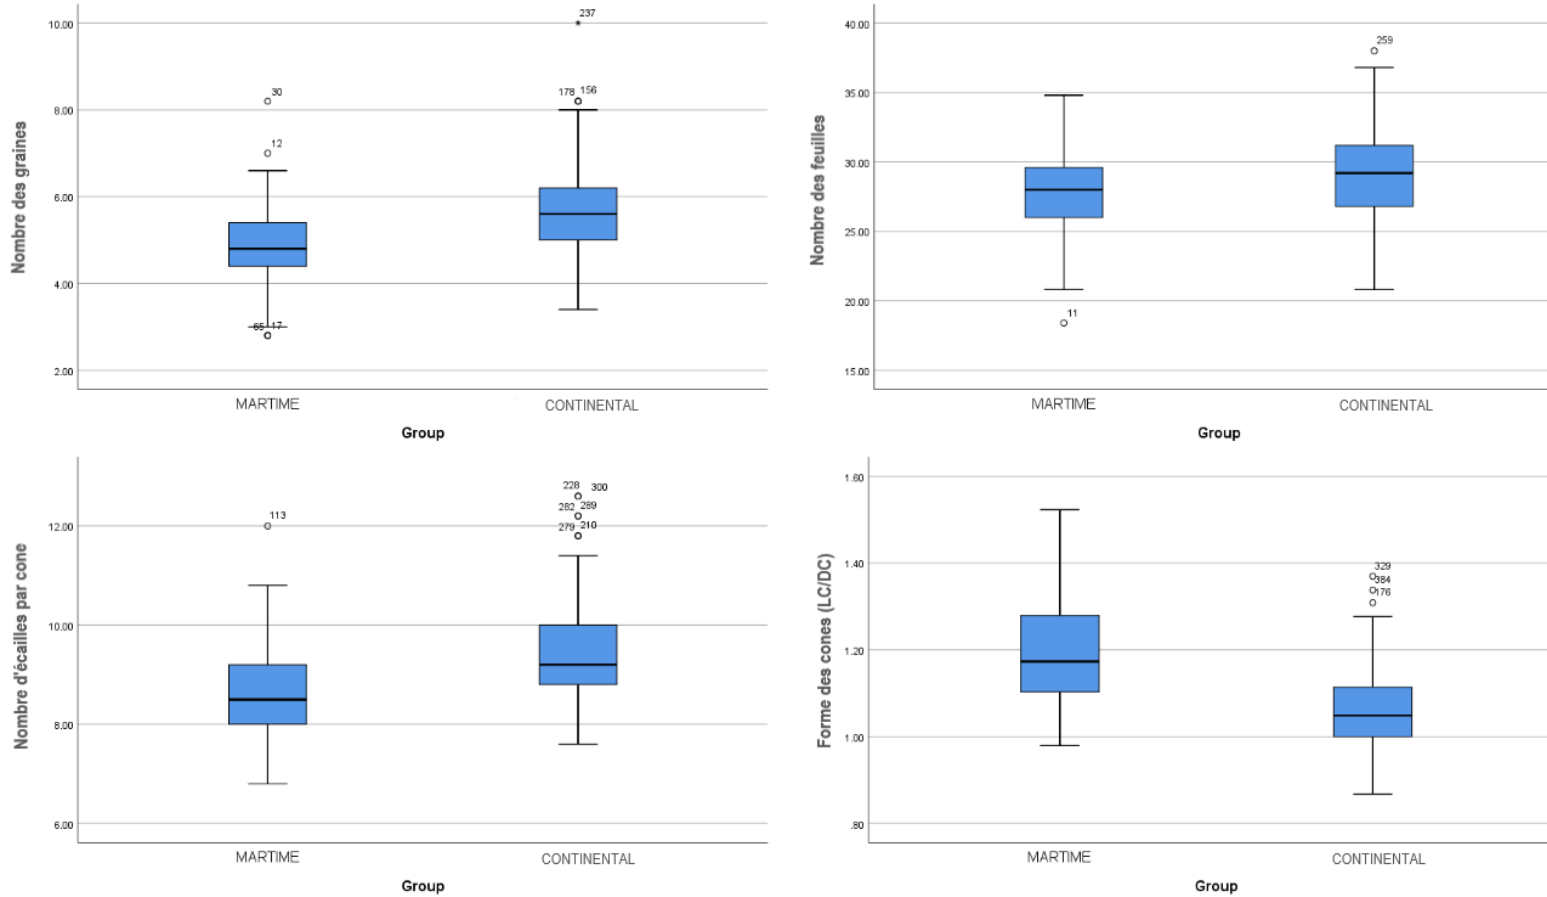 Nombre des graines
10.00
8.00
6.00
4.00
2.00
30
12
65 17
237
178 156
MARTIME
CONTINENTAL
Group
Nombre des feuilles
40.00
35.00
30.00
25.00
20.00
15.00
11
259
MARTIME
CONTINENTAL
Group
Nombre d'écailles par cone
12.00
10.00
8.00
6.00
113
228 300
282 289
279 210
MARTIME
CONTINENTAL
Group
Forme des cones (LC/DC)
1.60
1.40
1.20
1.00
.80
329
384
176
MARTIME
CONTINENTAL
Group